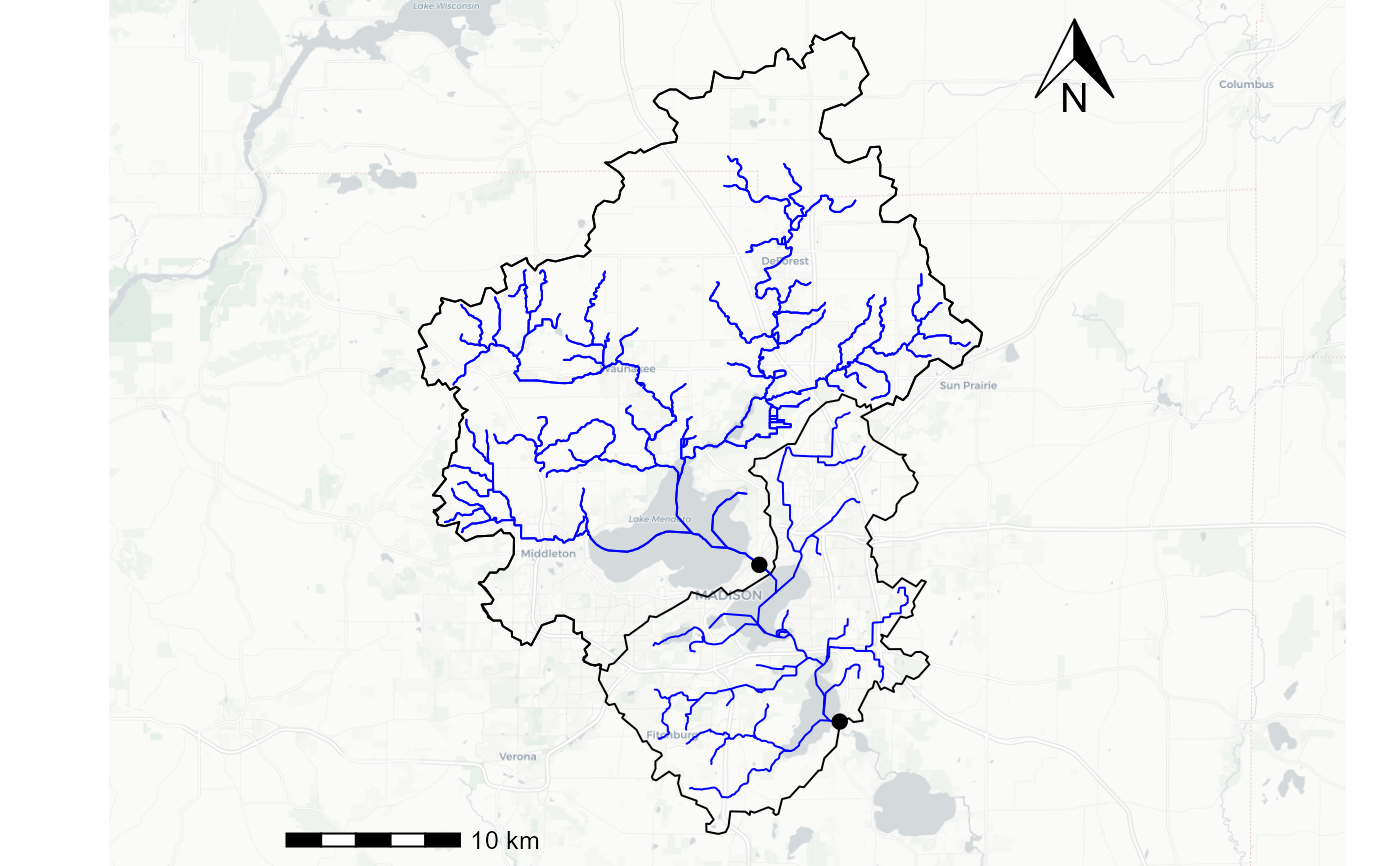 Lake Wisconsin
Columbus
N
DeForest
Waunakee
Sun Prairie
Lake Mendota
Middleton
MADISON
Fitchburg
Verona
10 km